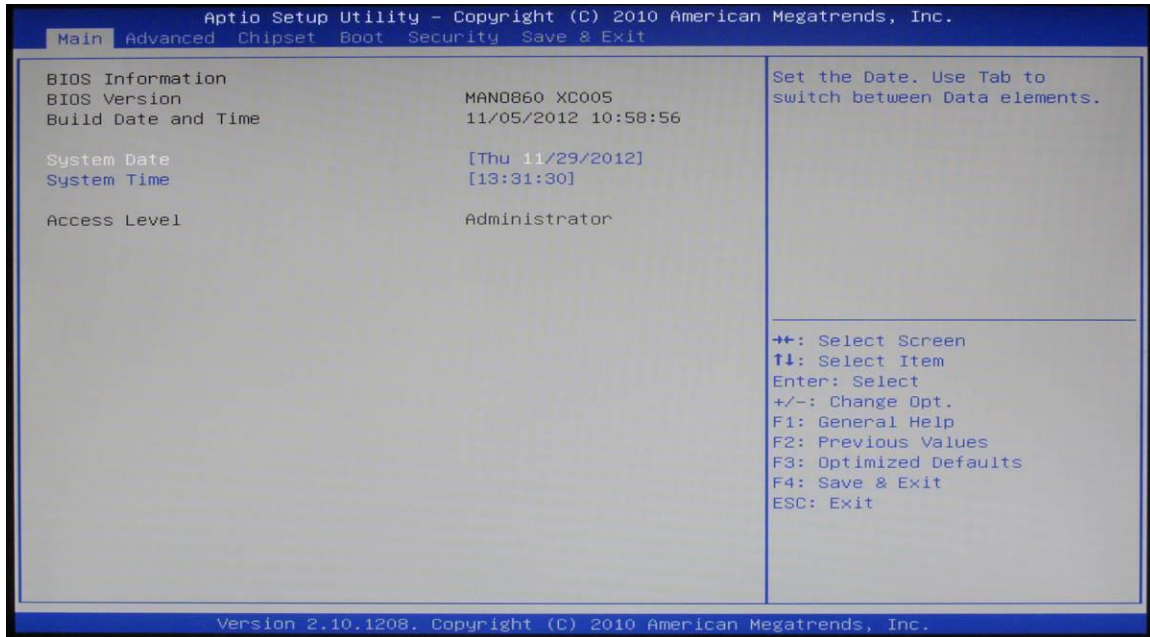 Aptio Setup Utility – Copyright (C) 2010 American Megatrends, Inc.
Main Advanced Chipset Boot Security Save & Exit
BIOS Information
BIOS Version MANO860 XC005
Build Date and Time 11/05/2012 10:58:56
System Date [Thu 11/29/2012]
System Time [13:31:30]
Access Level Administrator
Set the Date. Use Tab to
switch between Data elements.
→←: Select Screen
↑↓: Select Item
Enter: Select
+/-: Change Opt.
F1: General Help
F2: Previous Values
F3: Optimized Defaults
F4: Save & Exit
ESC: Exit
Version 2.10.1208. Copyright (C) 2010 American Megatrends, Inc.